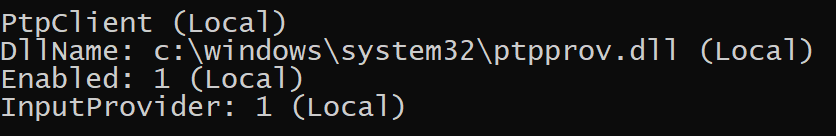 PtpClient (Local)
DllName: c:\windows\system32\ptpprov.dll (Local)
Enabled: 1 (Local)
InputProvider: 1 (Local)